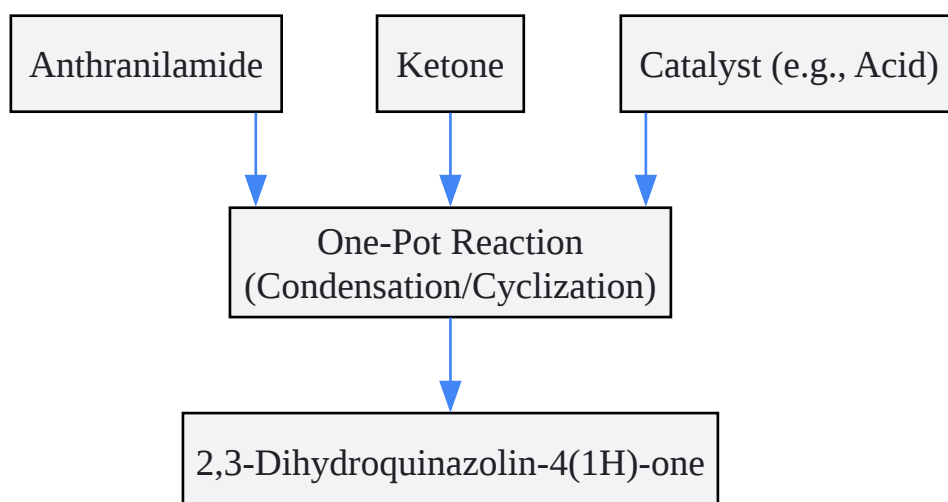 Anthranilamide
Ketone
Catalyst (e.g., Acid)
One-Pot Reaction
(Condensation/Cyclization)
2,3-Dihydroquinazolin-4(1H)-one